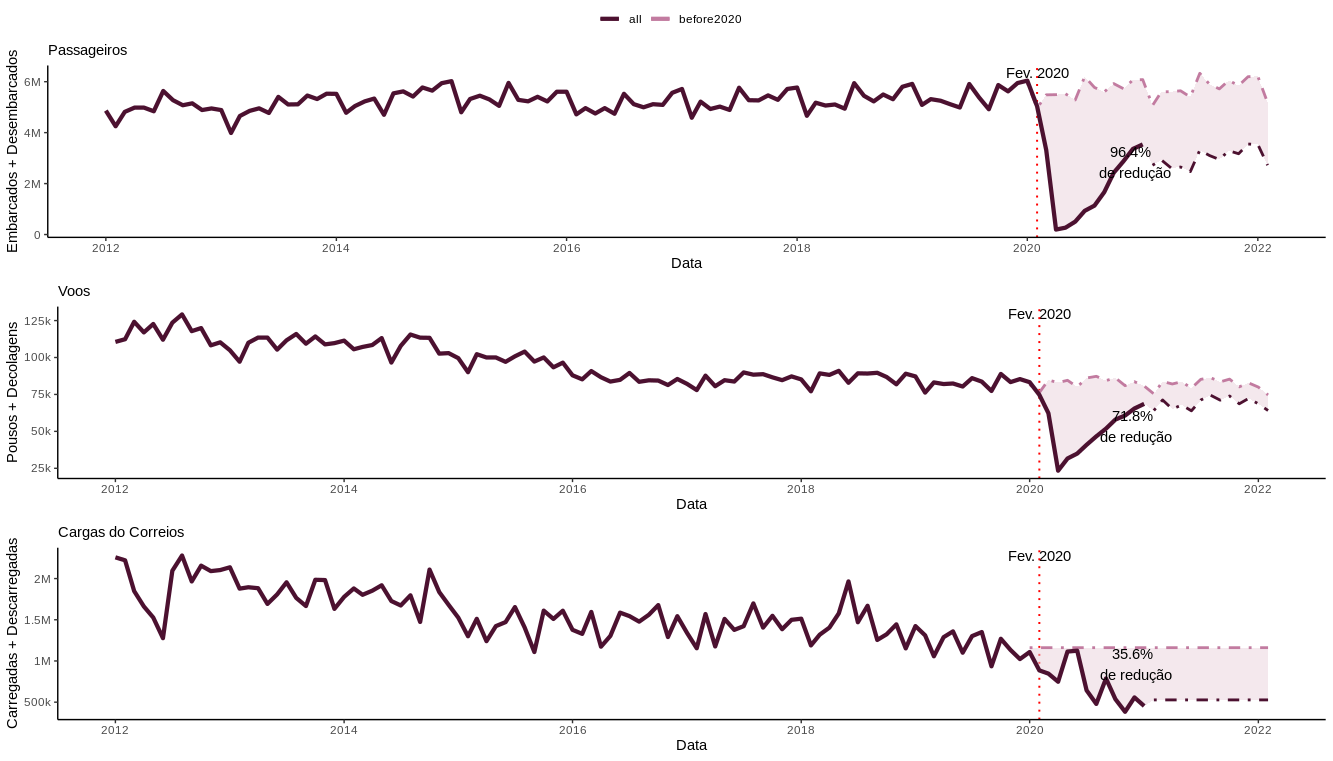 all before2020
Passageiros
Embarcados + Desembarcados
6M
4M
2M
0
Fev. 2020
96.4%
de redução
2012 2014 2016 2018 2020 2022
Data
Voos
Pousos + Decolagens
125k
100k
75k
50k
25k
Fev. 2020
71.8%
de redução
2012 2014 2016 2018 2020 2022
Data
Cargas do Correios
Carregadas + Descarregadas
2M
1.5M
1M
500k
Fev. 2020
35.6%
de redução
2012 2014 2016 2018 2020 2022
Data